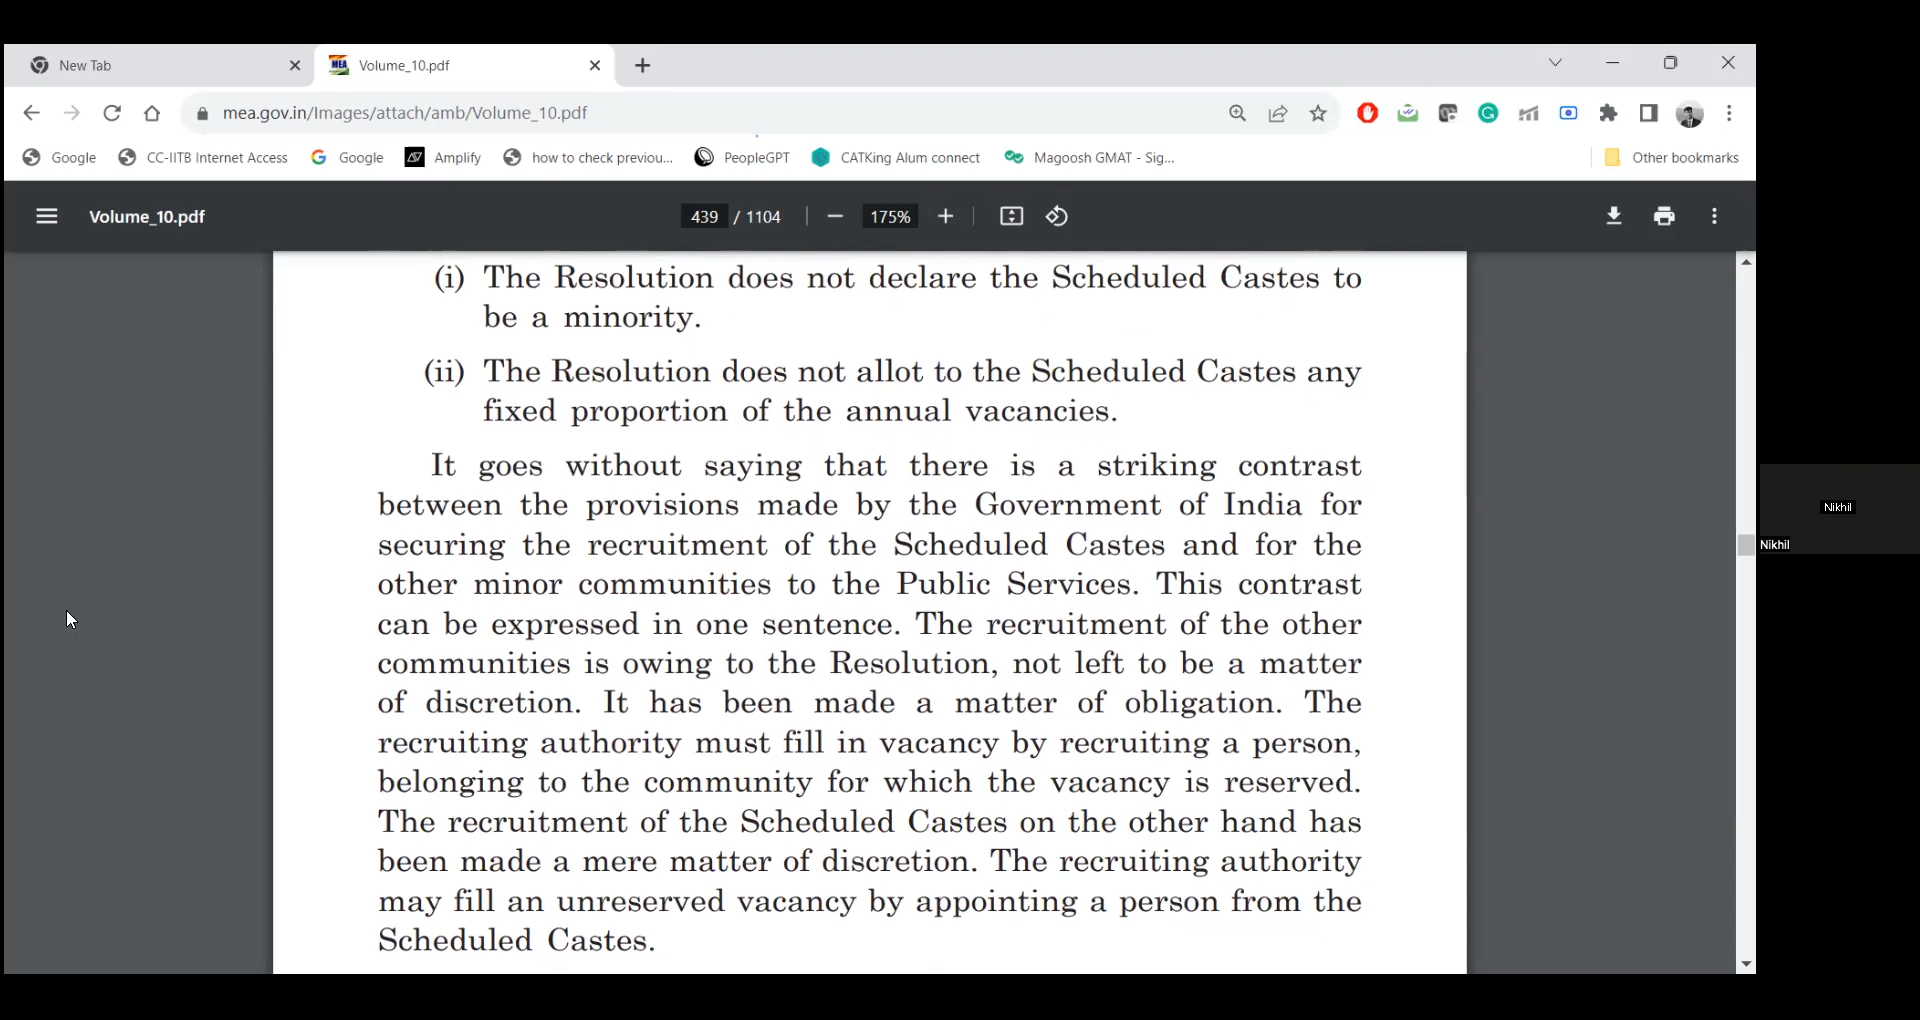 New Tab
Volume_10.pdf
mea.gov.in/Images/attach/amb/Volume_10.pdf
Google
CC-IITB Internet Access
Google
Amplify
how to check previou...
PeopleGPT
CATKing Alum connect
Magoosh GMAT - Sig...
Other bookmarks
Volume_10.pdf
439 / 1104
175%
(i) The Resolution does not declare the Scheduled Castes to
be a minority.
(ii) The Resolution does not allot to the Scheduled Castes any
fixed proportion of the annual vacancies.
It goes without saying that there is a striking contrast
between the provisions made by the Government of India for
securing the recruitment of the Scheduled Castes and for the
other minor communities to the Public Services. This contrast
can be expressed in one sentence. The recruitment of the other
communities is owing to the Resolution, not left to be a matter
of discretion. It has been made a matter of obligation. The
recruiting authority must fill in vacancy by recruiting a person,
belonging to the community for which the vacancy is reserved.
The recruitment of the Scheduled Castes on the other hand has
been made a mere matter of discretion. The recruiting authority
may fill an unreserved vacancy by appointing a person from the
Scheduled Castes.
Nikhil
Nikhil